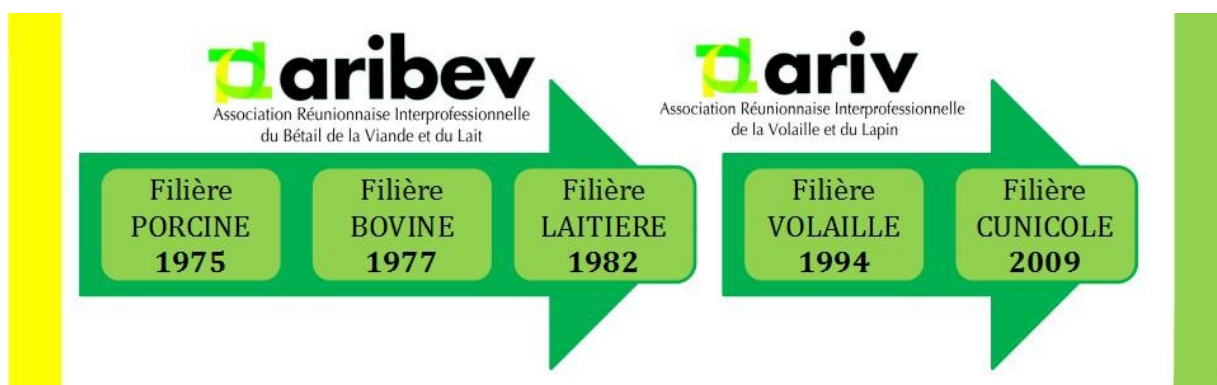 aribev
Association Réunionnaise Interprofessionnelle
du Bétail de la Viande et du Lait
Filière
PORCINE
1975
Filière
BOVINE
1977
Filière
LAITIERE
1982
ariv
Association Réunionnaise Interprofessionnelle
de la Volaille et du Lapin
Filière
VOLAILLE
1994
Filière
CUNICOLE
2009